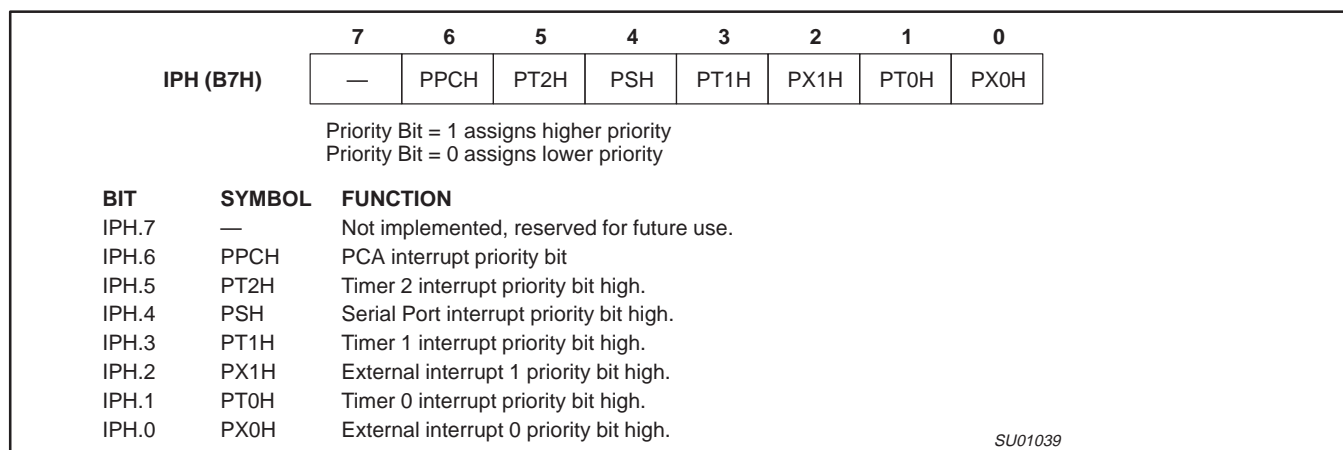 7 6 5 4 3 2 1 0
IPH (B7H) — PPCH PT2H PSH PT1H PX1H PT0H PX0H
Priority Bit = 1 assigns higher priority
Priority Bit = 0 assigns lower priority
BIT SYMBOL FUNCTION
IPH.7 — Not implemented, reserved for future use.
IPH.6 PPCH PCA interrupt priority bit
IPH.5 PT2H Timer 2 interrupt priority bit high.
IPH.4 PSH Serial Port interrupt priority bit high.
IPH.3 PT1H Timer 1 interrupt priority bit high.
IPH.2 PX1H External interrupt 1 priority bit high.
IPH.1 PT0H Timer 0 interrupt priority bit high.
IPH.0 PX0H External interrupt 0 priority bit high.
SU01039